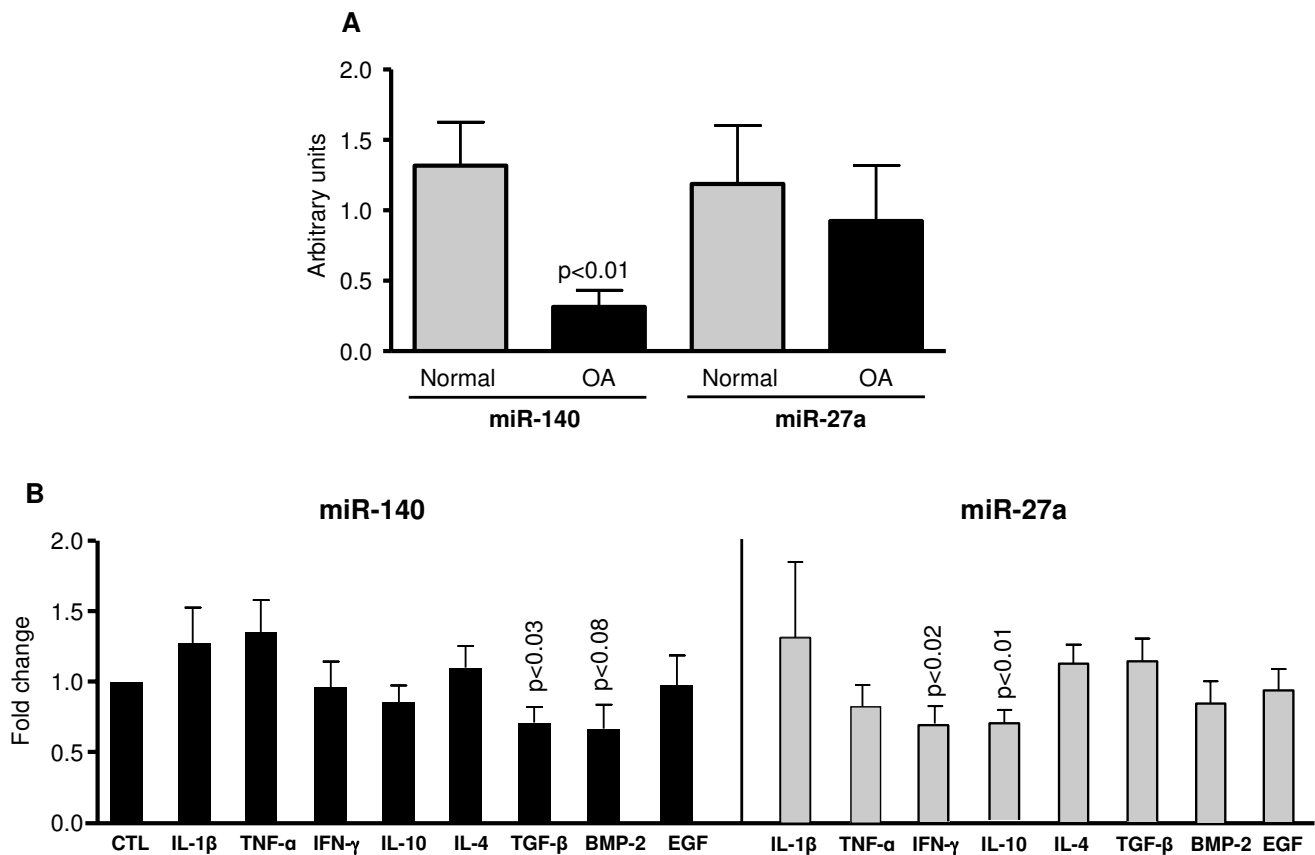 A
2.0
1.5
1.0
0.5
0.0
Arbitrary units
p<0.01
Normal OA Normal OA
miR-140 miR-27a
B
miR-140 miR-27a
2.0
1.5
1.0
0.5
0.0
Fold change
p<0.03 p<0.08 p<0.02 p<0.01
CTL IL-1β TNF-α IFN-γ IL-10 IL-4 TGF-β BMP-2 EGF IL-1β TNF-α IFN-γ IL-10 IL-4 TGF-β BMP-2 EGF